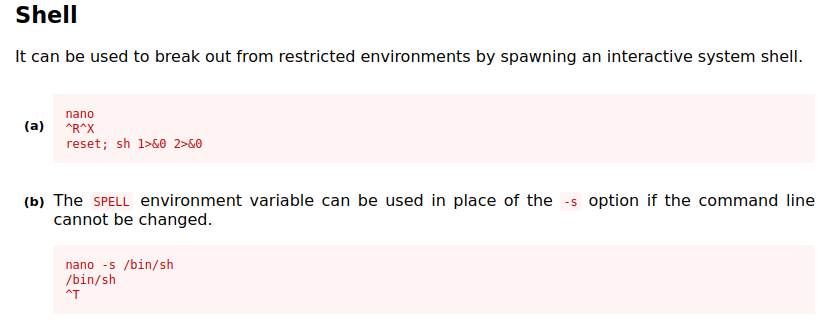 Shell
It can be used to break out from restricted environments by spawning an interactive system shell.
(a)
nano
^R^X
reset; sh 1>&0 2>&0
(b) The SPELL environment variable can be used in place of the -s option if the command line
cannot be changed.
nano -s /bin/sh
/bin/sh
^T